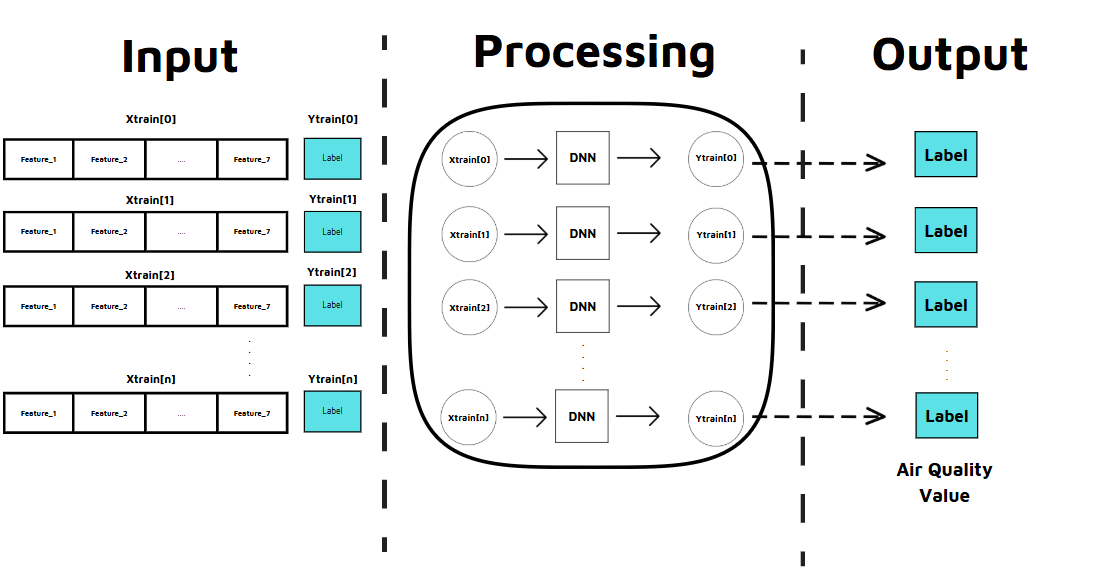 Input
Processing
Output
Xtrain[0] Ytrain[0]
Feature_1 Feature_2 .... Feature_7 Label
Xtrain[1] Ytrain[1]
Feature_1 Feature_2 .... Feature_7 Label
Xtrain[2] Ytrain[2]
Feature_1 Feature_2 .... Feature_7 Label
Xtrain[n] Ytrain[n]
Feature_1 Feature_2 .... Feature_7 Label
Xtrain[0] DNN Ytrain[0]
Xtrain[1] DNN Ytrain[1]
Xtrain[2] DNN Ytrain[2]
Xtrain[n] DNN Ytrain[n]
Label
Label
Label
Label
Air Quality
Value